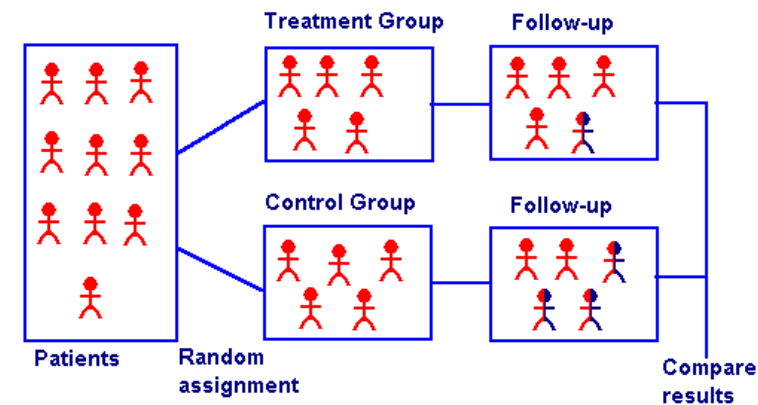 Treatment Group
Follow-up
Control Group
Follow-up
Patients
Random
assignment
Compare
results